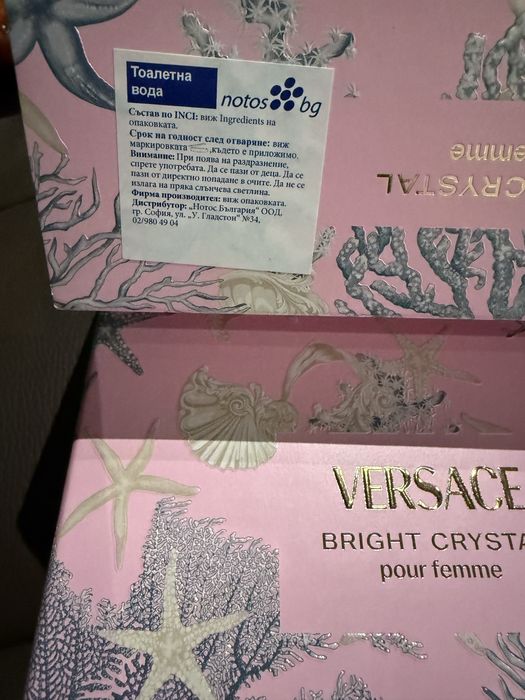 Тоалетна
вода
notos bg
Състав по INCI: виж Ingredients на
опаковката.
Срок на годност след отваряне: виж
маркировката ,където е приложимо.
Внимание: При поява на раздразнение,
спрете употребата. Да се пази от деца. Да се
пази от директно попадане в очите. Да не се
излага на пряка слънчева светлина.
Фирма производител: виж опаковката.
Дистрибутор: „Нотос България" ООД,
гр. София, ул. „У. Гладстон" №34,
02/980 49 04
CRYSTAL
femme
VERSACE
BRIGHT CRYSTA
pour femme